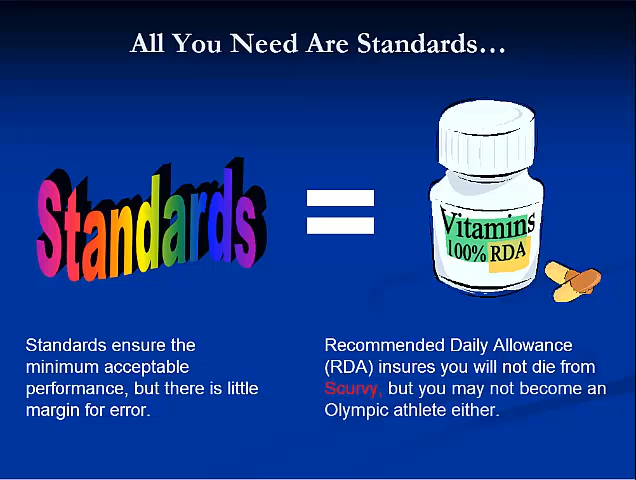 All You Need Are Standards…
Standards
=
Vitamins
100% RDA
Standards ensure the
minimum acceptable
performance, but there is little
margin for error.
Recommended Daily Allowance
(RDA) insures you will not die from
Scurvy, but you may not become an
Olympic athlete either.